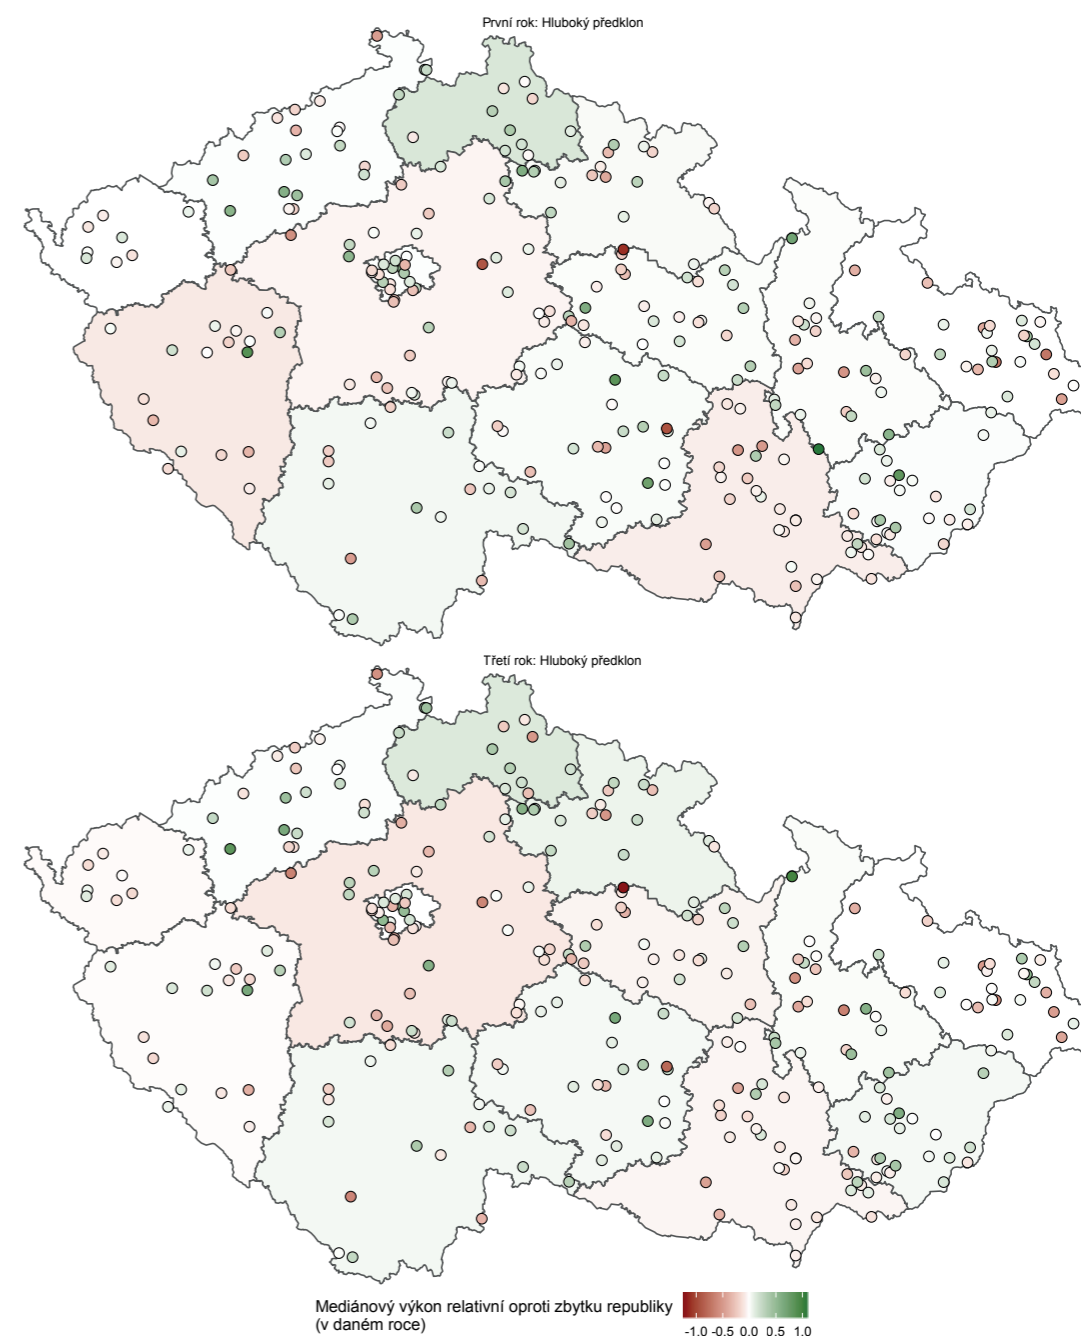 První rok: Hluboký předklon
Třetí rok: Hluboký předklon
Mediánový výkon relativní oproti zbytku republiky
(v daném roce)
-1.0 -0.5 0.0 0.5 1.0